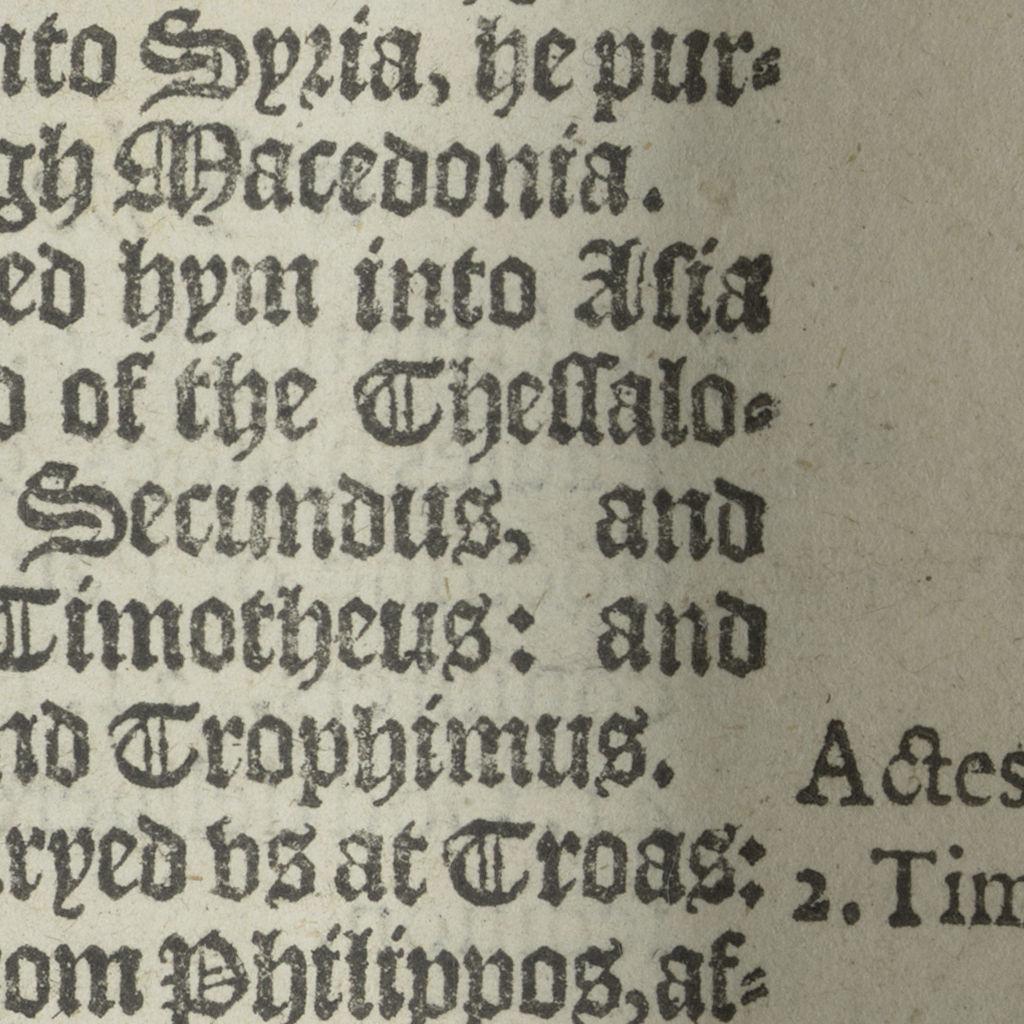 nto Syria, he pur-
gh Macedonia.
ed hym into Asia
d of the Thessalo-
Secundus, and
Timotheus: and
nd Trophimus.
ryed vs at Troas:
om Philippos, af-
Actes
2. Tim